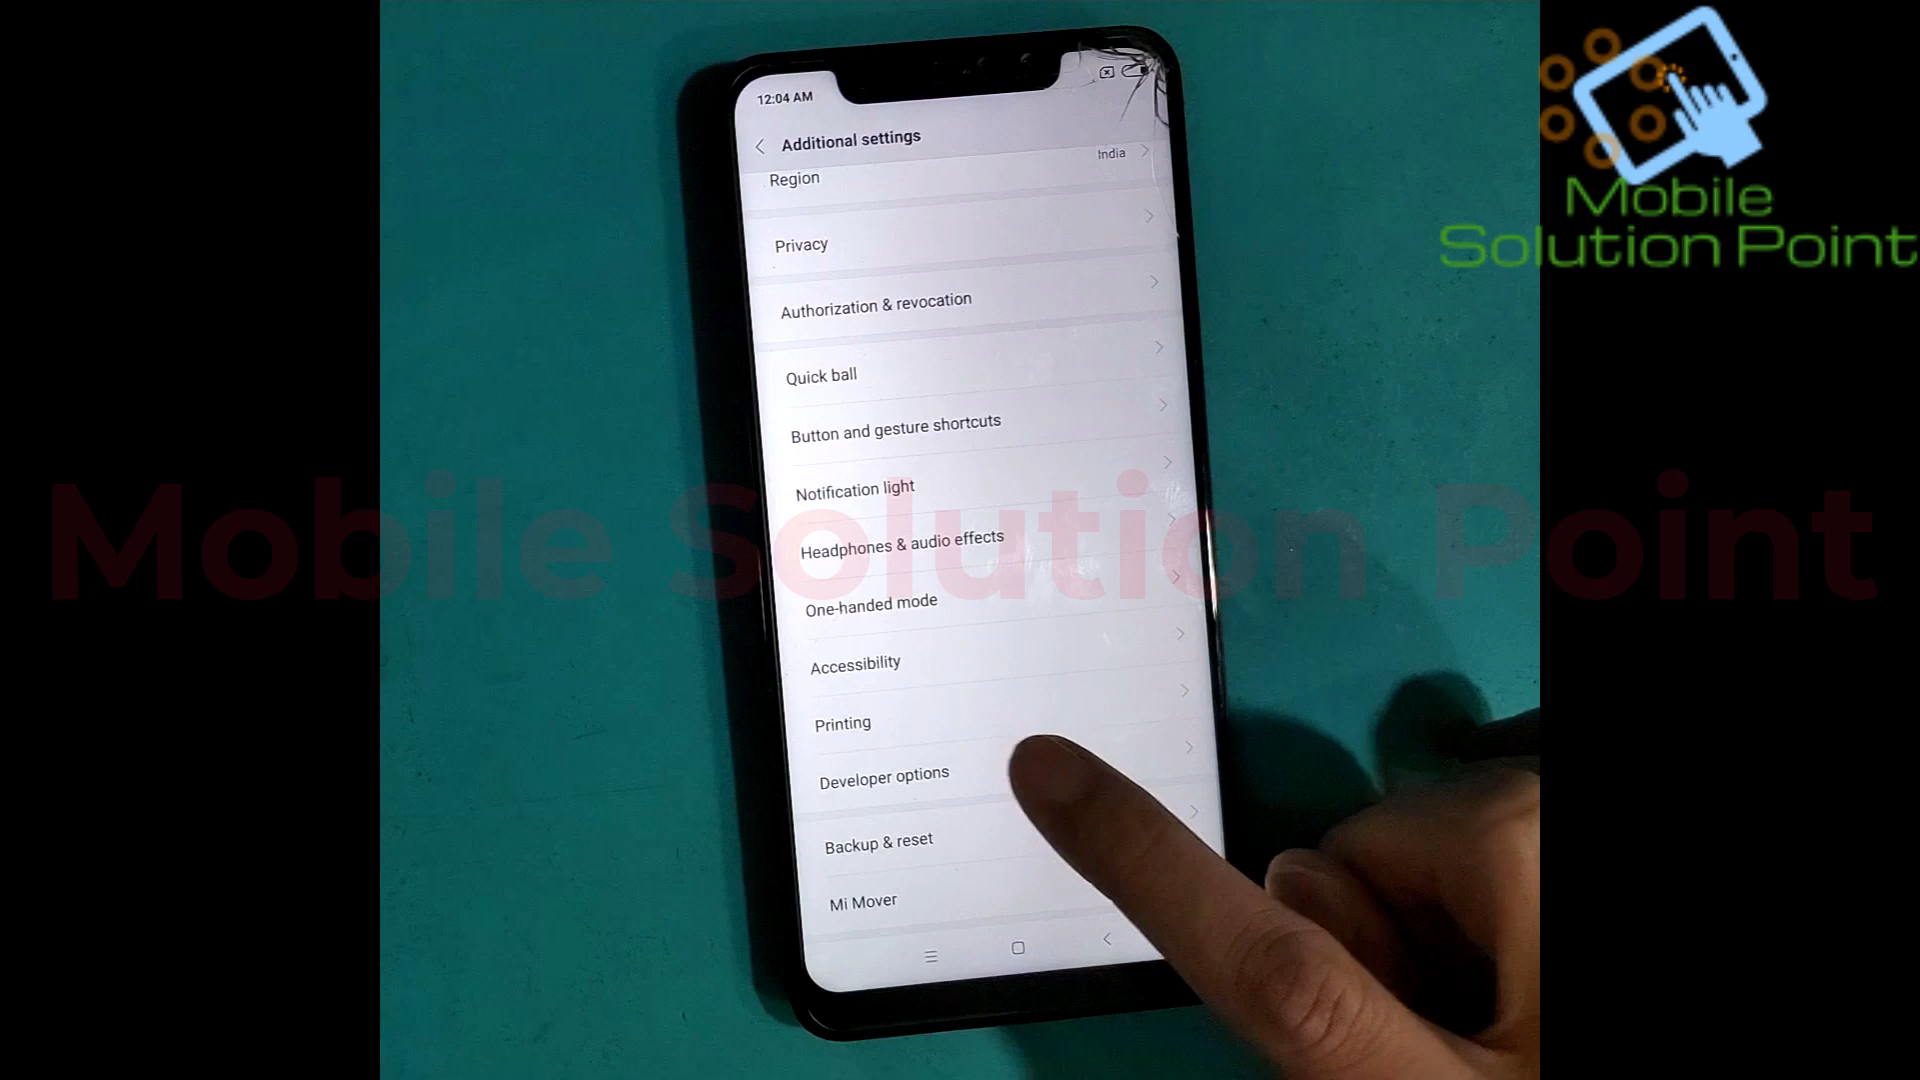 12:04 AM
Additional settings
Region
India
Privacy
Authorization & revocation
Quick ball
Button and gesture shortcuts
Notification light
Headphones & audio effects
One-handed mode
Accessibility
Printing
Developer options
Backup & reset
Mi Mover
Mobile
Solution Point
Mobile Solution Point